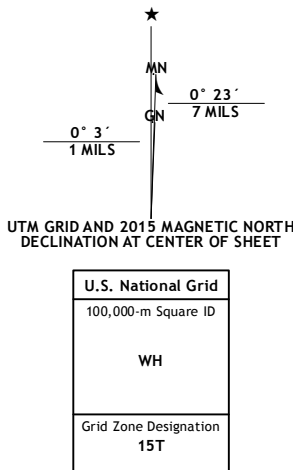 ★
MN
GN
0° 23´
7 MILS
0° 3´
1 MILS
UTM GRID AND 2015 MAGNETIC NORTH
DECLINATION AT CENTER OF SHEET
U.S. National Grid
100,000-m Square ID
WH
Grid Zone Designation
15T